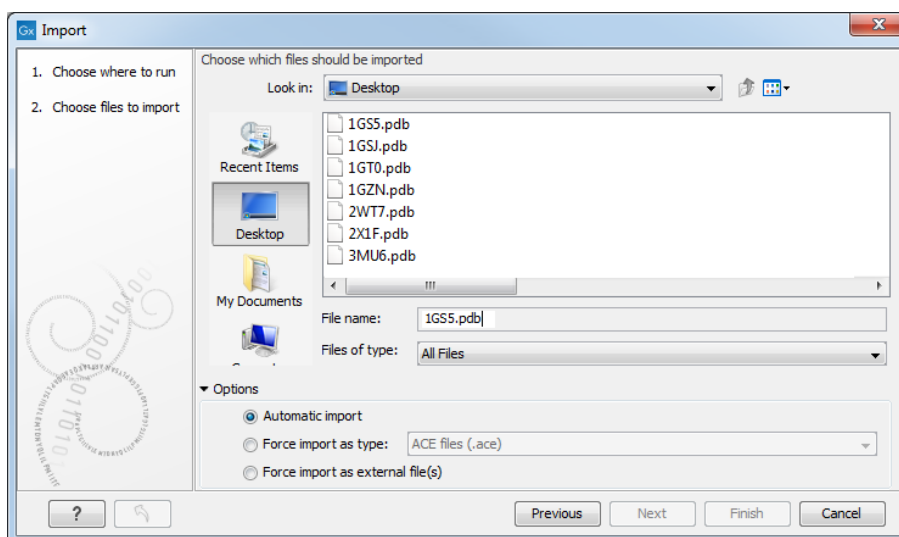 Gx Import
1. Choose where to run
2. Choose files to import
Choose which files should be imported
Look in: Desktop
Recent Items
Desktop
My Documents
1GS5.pdb
1GSJ.pdb
1GT0.pdb
1GZN.pdb
2WT7.pdb
2X1F.pdb
3MU6.pdb
File name: 1GS5.pdb
Files of type: All Files
Options
Automatic import
Force import as type: ACE files (.ace)
Force import as external file(s)
?
Previous
Next
Finish
Cancel